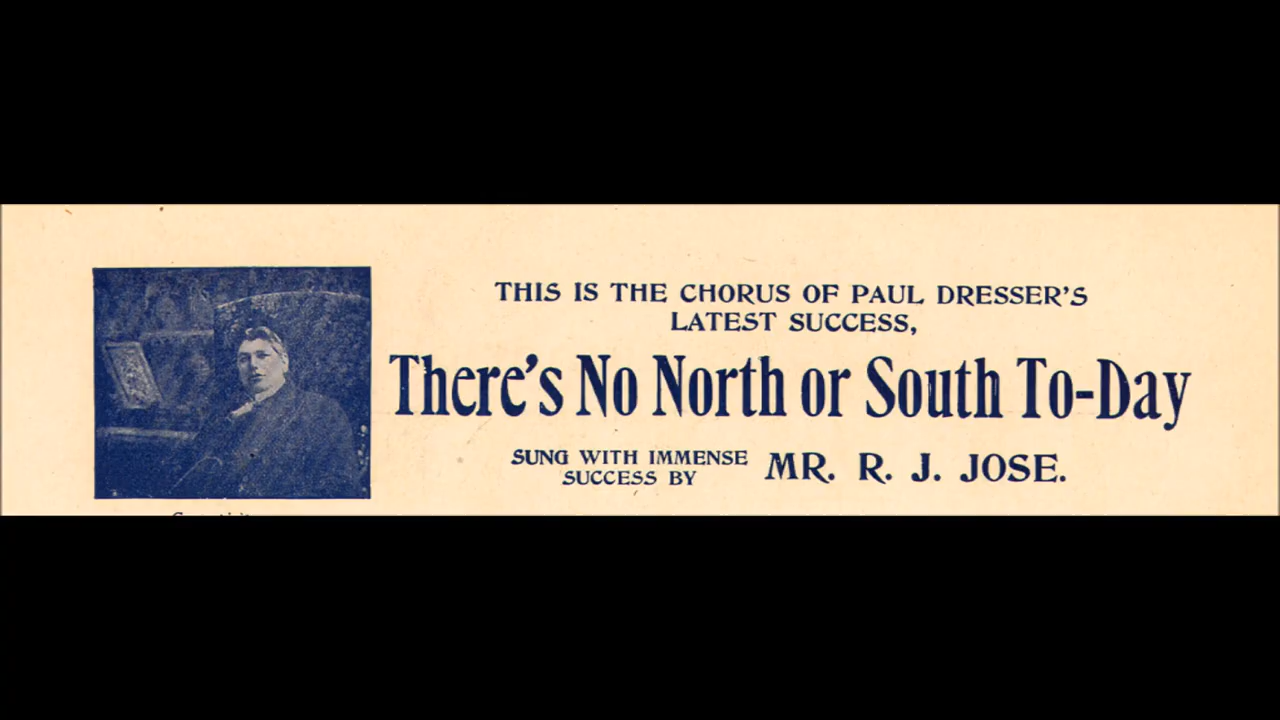 THIS IS THE CHORUS OF PAUL DRESSER'S
LATEST SUCCESS,
There's No North or South To-Day
SUNG WITH IMMENSE
SUCCESS BY
MR. R. J. JOSE.